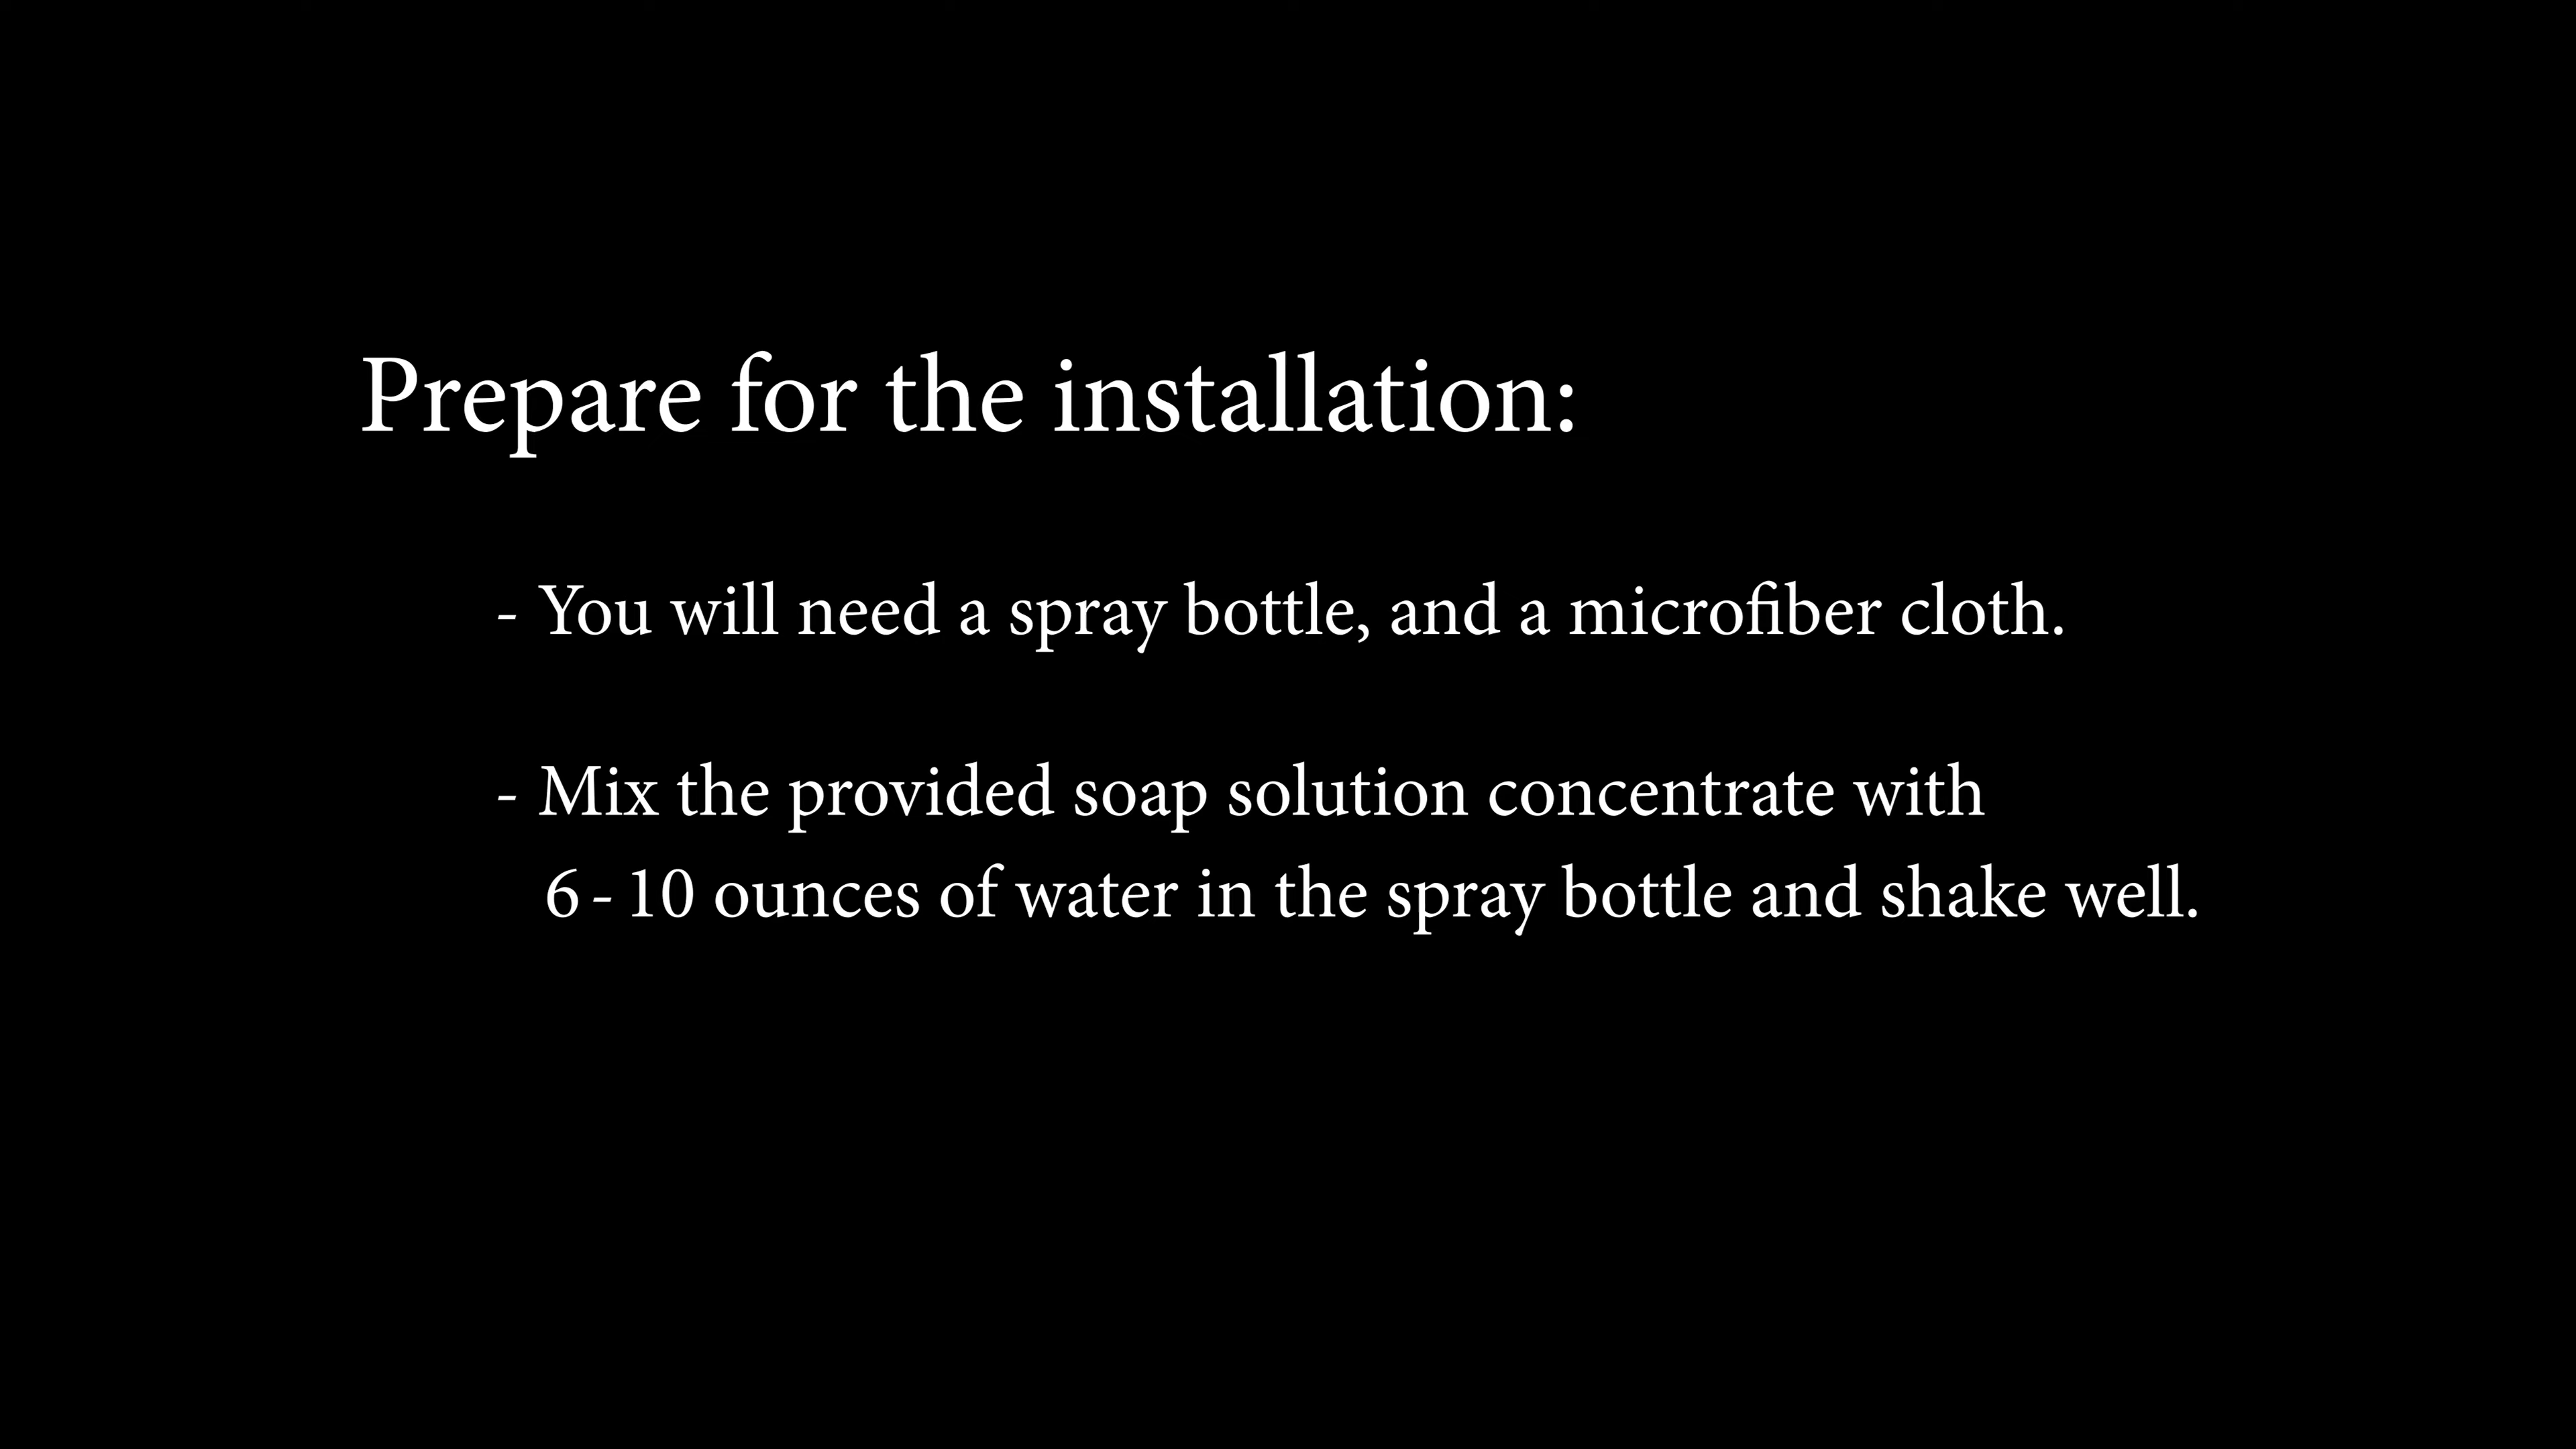 Prepare for the installation:
- You will need a spray bottle, and a microfiber cloth.
- Mix the provided soap solution concentrate with
6 - 10 ounces of water in the spray bottle and shake well.